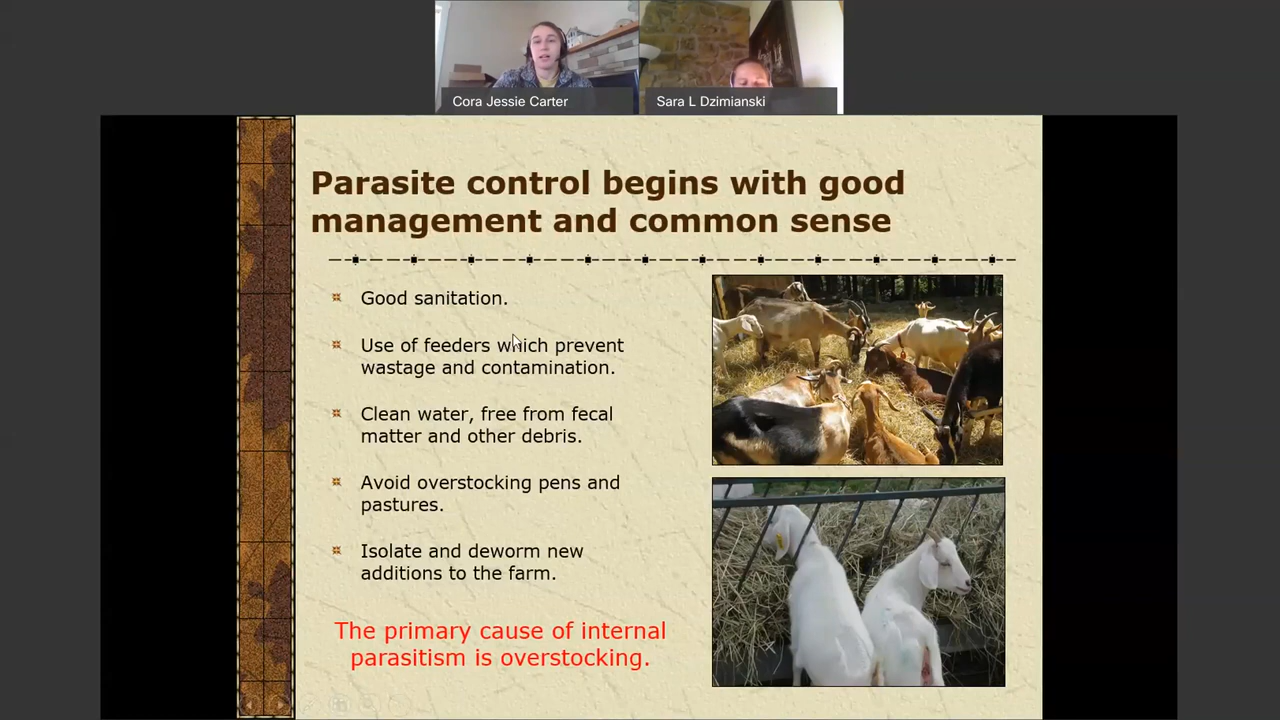 Cora Jessie Carter
Sara L Dzimianski
Parasite control begins with good
management and common sense
Good sanitation.
Use of feeders which prevent
wastage and contamination.
Clean water, free from fecal
matter and other debris.
Avoid overstocking pens and
pastures.
Isolate and deworm new
additions to the farm.
The primary cause of internal
parasitism is overstocking.